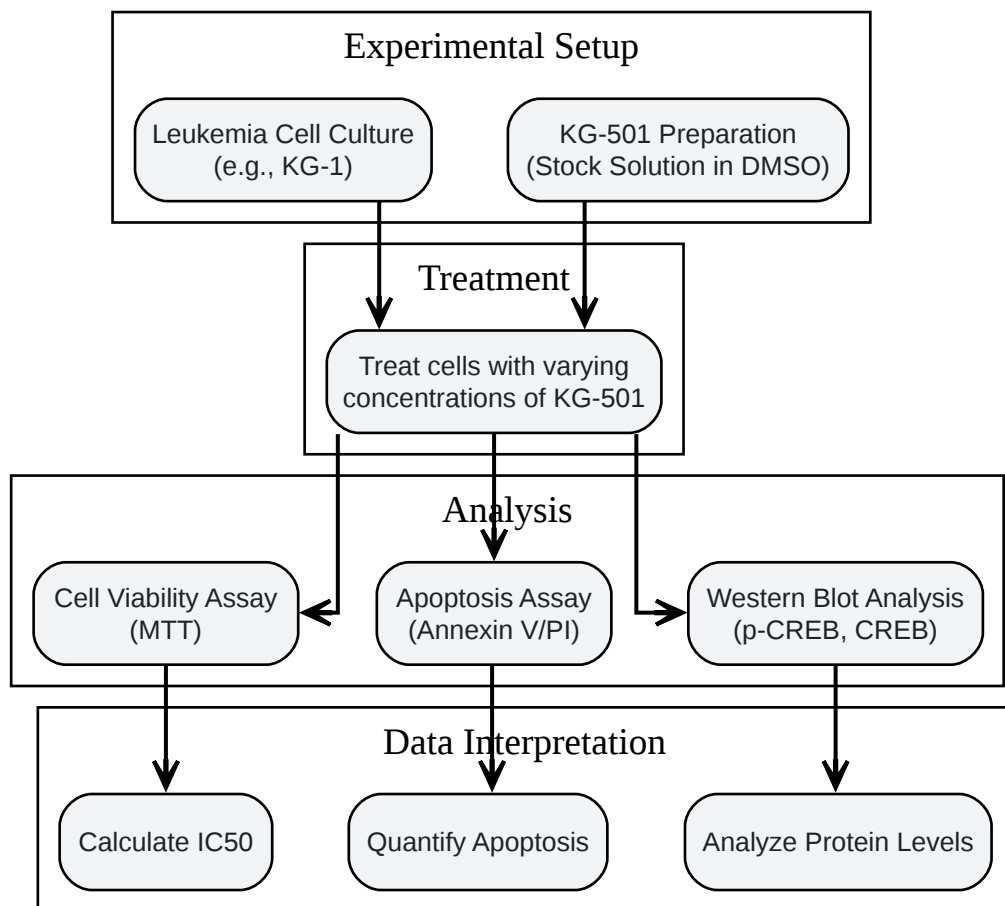 Experimental Setup
Leukemia Cell Culture
(e.g., KG-1)
KG-501 Preparation
(Stock Solution in DMSO)
Treatment
Treat cells with varying
concentrations of KG-501
Analysis
Cell Viability Assay
(MTT)
Apoptosis Assay
(Annexin V/PI)
Western Blot Analysis
(p-CREB, CREB)
Data Interpretation
Calculate IC50
Quantify Apoptosis
Analyze Protein Levels